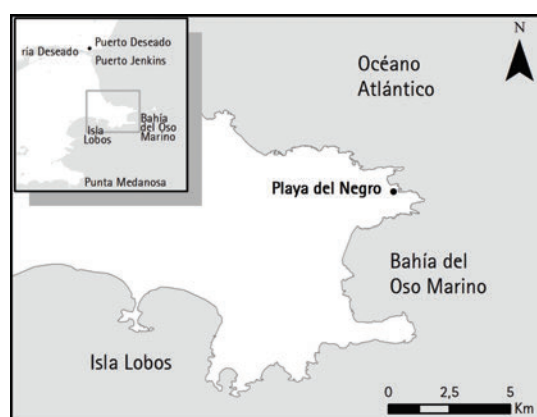 Puerto Deseado
ría Deseado
Puerto Jenkins
Isla
Lobos
Bahía
del Oso
Marino
Punta Medanosa
N
Océano
Atlántico
Playa del Negro
Bahía del
Oso Marino
Isla Lobos
0 2,5 5
Km